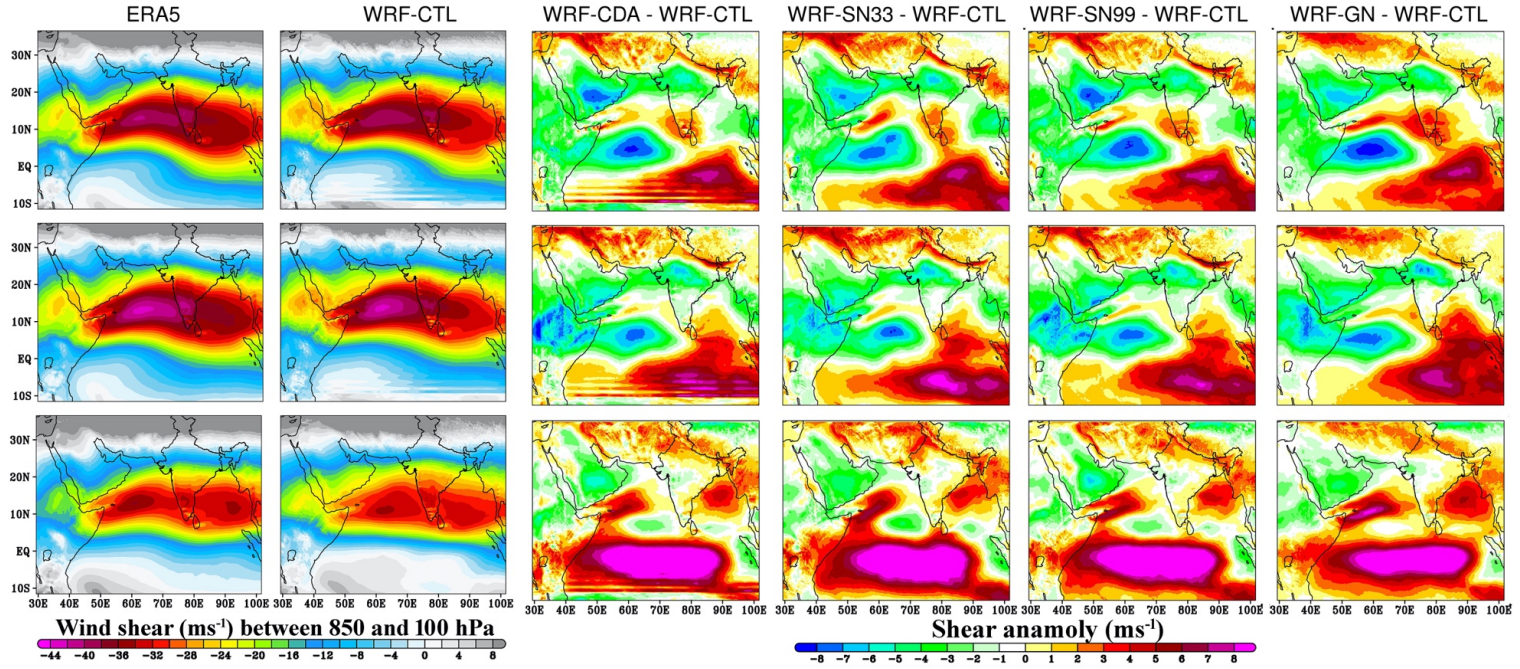 ERA5 WRF-CTL WRF-CDA - WRF-CTL WRF-SN33 - WRF-CTL WRF-SN99 - WRF-CTL WRF-GN - WRF-CTL
30N
20N
10N
EQ
10S
30N
20N
10N
EQ
10S
30N
20N
10N
EQ
10S
30E 40E 50E 60E 70E 80E 90E 100E 30E 40E 50E 60E 70E 80E 90E 100E 30E 40E 50E 60E 70E 80E 90E 100E 30E 40E 50E 60E 70E 80E 90E 100E 30E 40E 50E 60E 70E 80E 90E 100E 30E 40E 50E 60E 70E 80E 90E 100E
Wind shear (ms⁻¹) between 850 and 100 hPa Shear anamoly (ms⁻¹)
-44 -40 -36 -32 -28 -24 -20 -16 -12 -8 -4 0 4 8 -8 -7 -6 -5 -4 -3 -2 -1 0 1 2 3 4 5 6 7 8